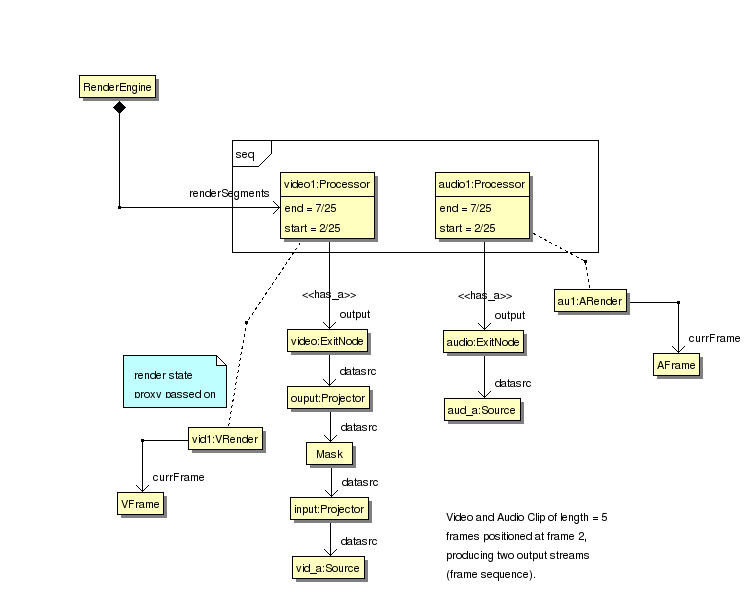 RenderEngine
seq
renderSegments
video1:Processor
end = 7/25
start = 2/25
audio1:Processor
end = 7/25
start = 2/25
<<has_a>>
output
<<has_a>>
output
au1:ARender
currFrame
AFrame
video:ExitNode
audio:ExitNode
datasrc
datasrc
render state
proxy passed on
ouput:Projector
aud_a:Source
datasrc
vid1:VRender
Mask
currFrame
datasrc
VFrame
input:Projector
datasrc
vid_a:Source
Video and Audio Clip of length = 5
frames positioned at frame 2,
producing two output streams
(frame sequence).